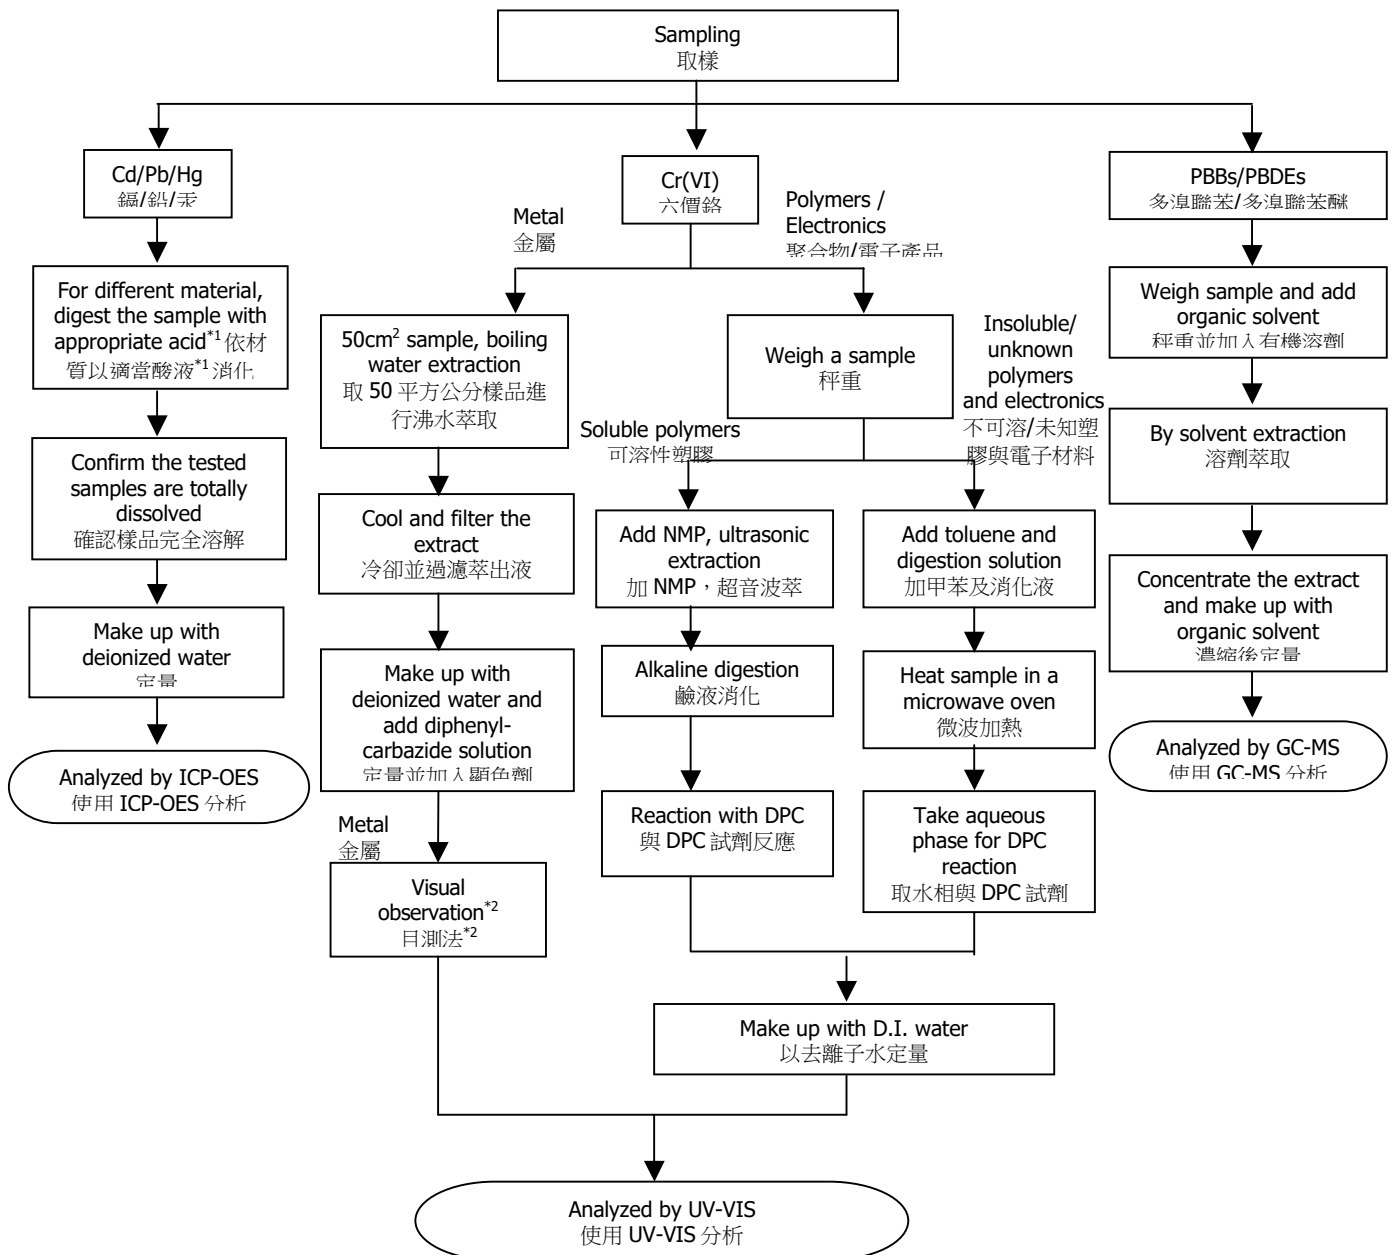 Sampling
取樣
Cd/Pb/Hg
鎘/鉛/汞
For different material,
digest the sample with
appropriate acid*1 依材
質以適當酸液*1 消化
Confirm the tested
samples are totally
dissolved
確認樣品完全溶解
Make up with
deionized water
定量
Analyzed by ICP-OES
使用 ICP-OES 分析
Cr(VI)
六價鉻
Metal
金屬
50cm2 sample, boiling
water extraction
取 50 平方公分樣品進
行沸水萃取
Cool and filter the
extract
冷卻並過濾萃出液
Make up with
deionized water and
add diphenyl-
carbazide solution
定量並加入顯色劑
Metal
金屬
Visual
observation*2
目測法*2
Polymers /
Electronics
聚合物/電子產品
Weigh a sample
秤重
Soluble polymers
可溶性塑膠
Add NMP, ultrasonic
extraction
加 NMP，超音波萃
Alkaline digestion
鹼液消化
Reaction with DPC
與 DPC 試劑反應
Insoluble/
unknown
polymers
and electronics
不可溶/未知塑
膠與電子材料
Add toluene and
digestion solution
加甲苯及消化液
Heat sample in a
microwave oven
微波加熱
Take aqueous
phase for DPC
reaction
取水相與 DPC 試劑
Make up with D.I. water
以去離子水定量
Analyzed by UV-VIS
使用 UV-VIS 分析
PBBs/PBDEs
多溴聯苯/多溴聯苯醚
Weigh sample and add
organic solvent
秤重並加入有機溶劑
By solvent extraction
溶劑萃取
Concentrate the extract
and make up with
organic solvent
濃縮後定量
Analyzed by GC-MS
使用 GC-MS 分析